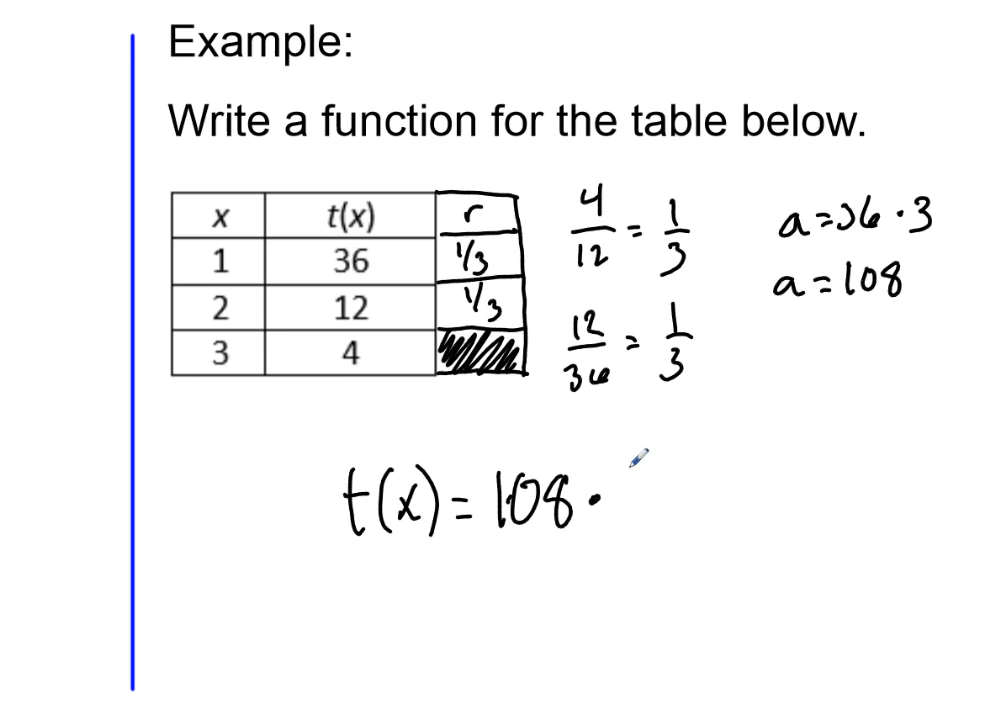 Example:
Write a function for the table below.
x t(x) r
1 36 1/3
2 12 1/3
3 4
4/12 = 1/3
12/36 = 1/3
a=36·3
a=108
t(x)=108·